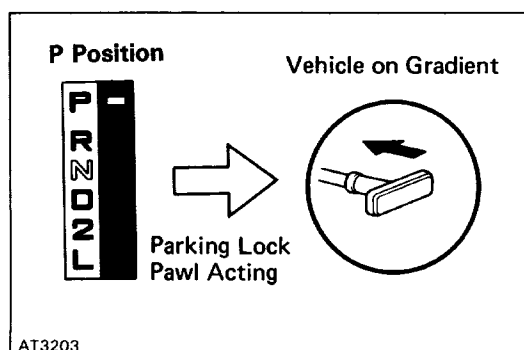 P Position
Vehicle on Gradient
P
R
N
D
2
L
Parking Lock
Pawl Acting
AT3203